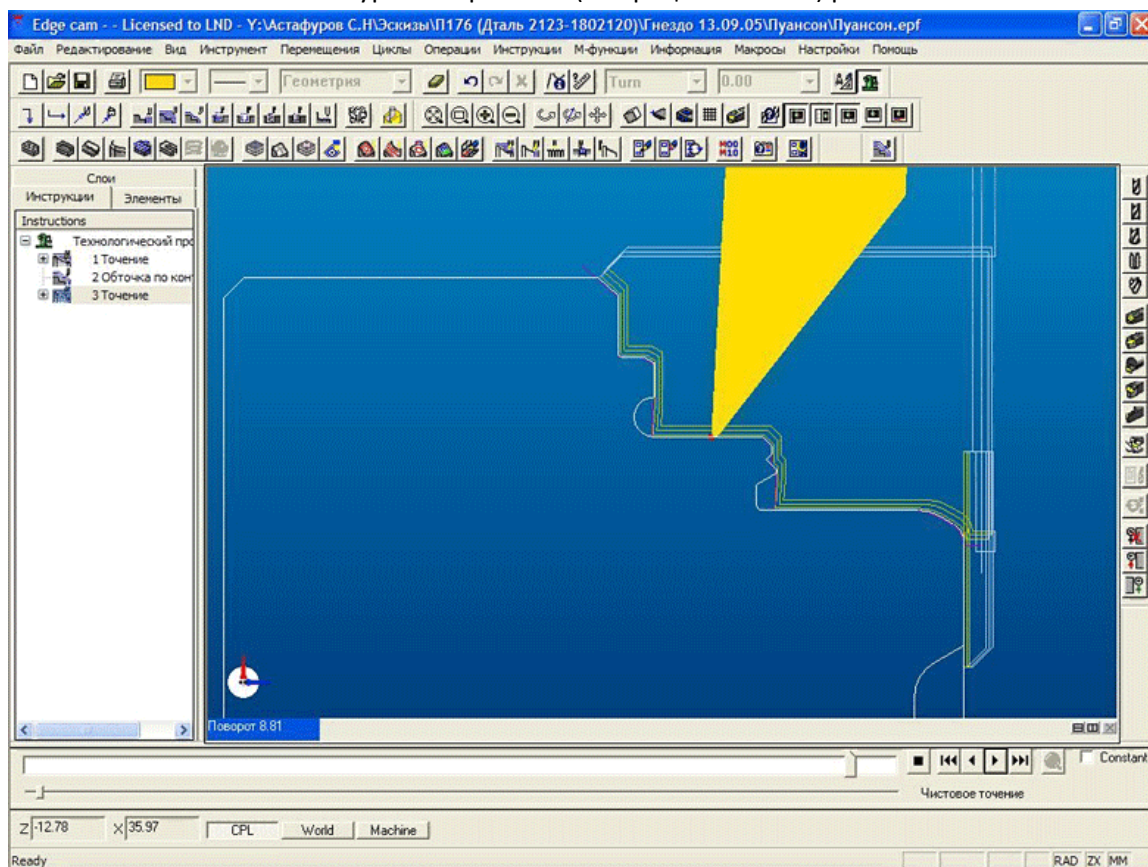 Edge cam - - Licensed to LND - Y:\Астафуров С.Н\Эскизы\П176 (Дталь 2123-1802120)\Гнездо 13.09.05\Пуансон\Пуансон.epf
Файл Редактирование Вид Инструмент Перемещения Циклы Операции Инструкции М-функции Информация Макросы Настройки Помощь
Геометрия Turn 0.00
M00
M10
Слои
Инструкции Элементы
Instructions
Технологический про
1 Точение
2 Обточка по кон
3 Точение
Поворот 8.81
Constant
Чистовое точение
Z -12.78 X 35.97 CPL World Machine
Ready RAD ZX MM